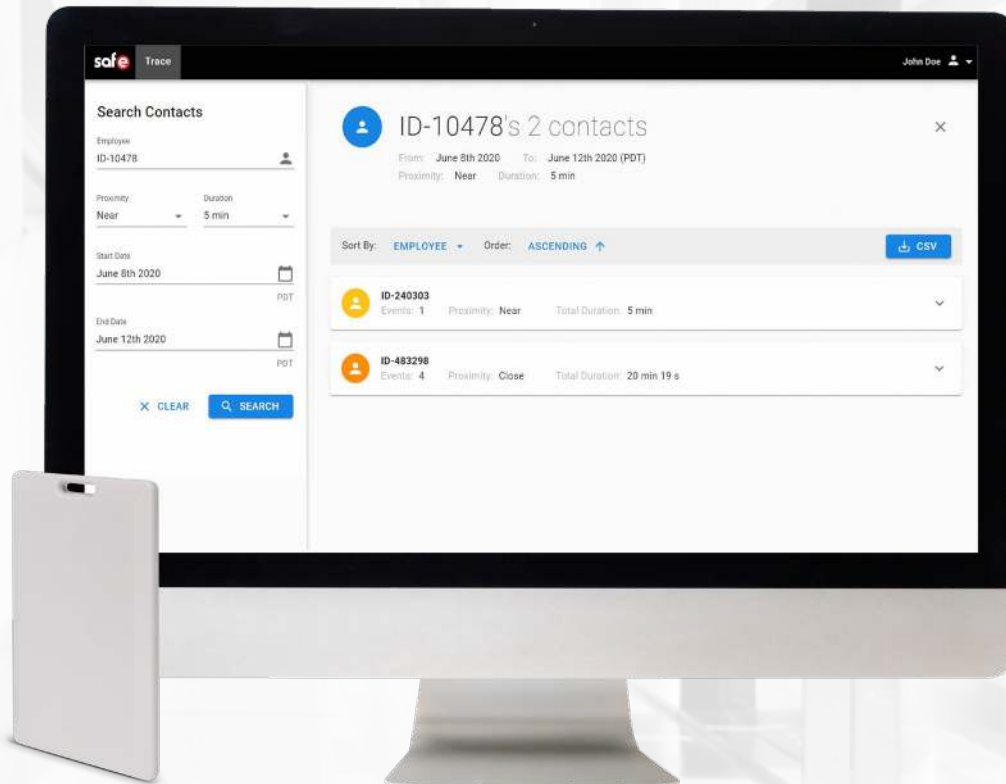 safe Trace
John Doe
Search Contacts
Employee
ID-10478
Proximity Duration
Near 5 min
Start Date
June 8th 2020
PDT
End Date
June 12th 2020
PDT
CLEAR SEARCH
ID-10478's 2 contacts
From: June 8th 2020 To: June 12th 2020 (PDT)
Proximity: Near Duration: 5 min
Sort By: EMPLOYEE Order: ASCENDING CSV
ID-240303
Events: 1 Proximity: Near Total Duration: 5 min
ID-483298
Events: 4 Proximity: Close Total Duration: 20 min 19 s